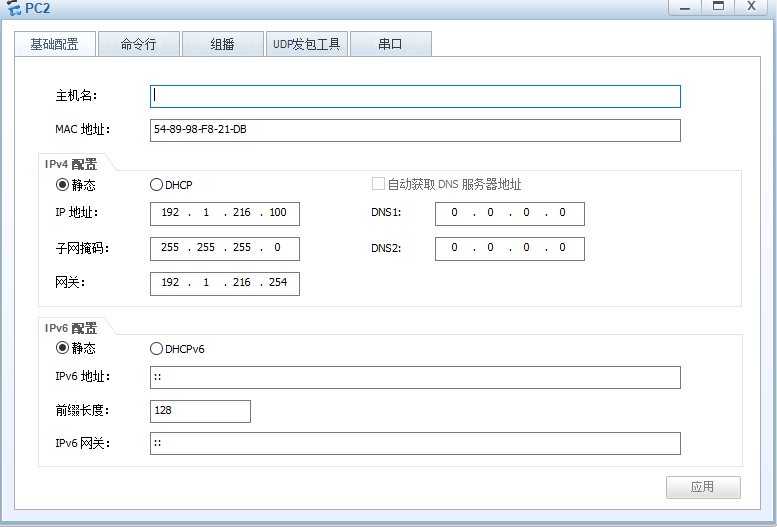 PC2
基础配置 命令行 组播 UDP发包工具 串口
主机名：
MAC 地址： 54-89-98-F8-21-DB
IPv4 配置
静态 DHCP 自动获取 DNS 服务器地址
IP 地址： 192 . 1 . 216 . 100 DNS1: 0 . 0 . 0 . 0
子网掩码： 255 . 255 . 255 . 0 DNS2: 0 . 0 . 0 . 0
网关： 192 . 1 . 216 . 254
IPv6 配置
静态 DHCPv6
IPv6 地址： ::
前缀长度： 128
IPv6 网关： ::
应用